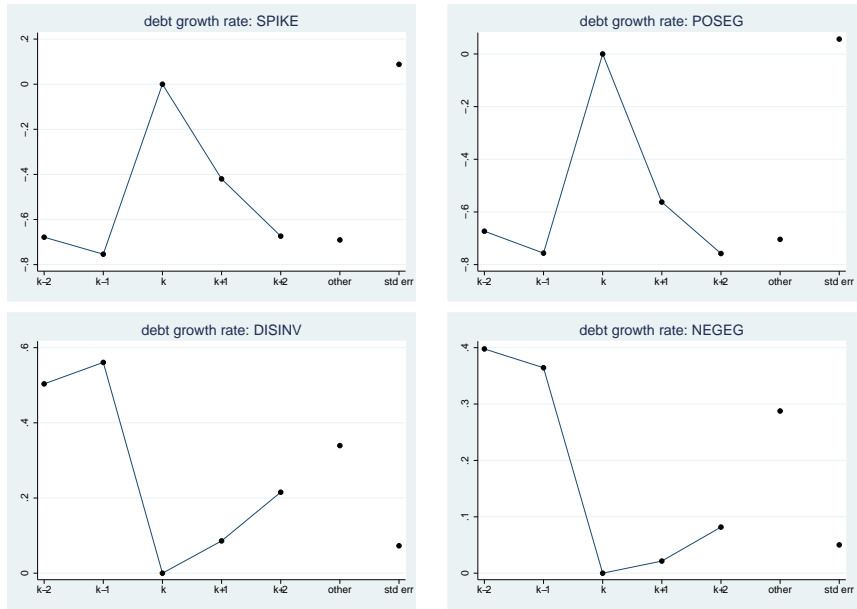 debt growth rate: SPIKE
.2
0
-.2
-.4
-.6
-.8
k-2 k-1 k k+1 k+2 other std err
debt growth rate: POSEG
0
-.2
-.4
-.6
-.8
k-2 k-1 k k+1 k+2 other std err
debt growth rate: DISINV
.6
.4
.2
0
k-2 k-1 k k+1 k+2 other std err
debt growth rate: NEGEG
.4
.3
.2
.1
0
k-2 k-1 k k+1 k+2 other std err